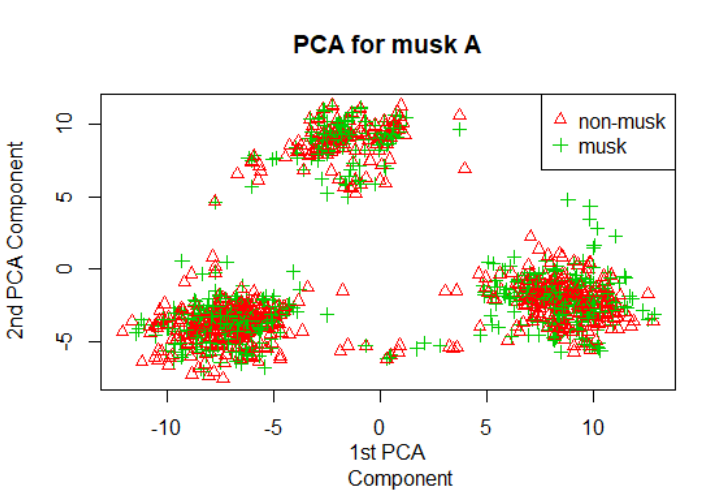 PCA for musk A
non-musk
musk
2nd PCA Component
10
5
0
-5
-10
-5
0
5
10
1st PCA
Component